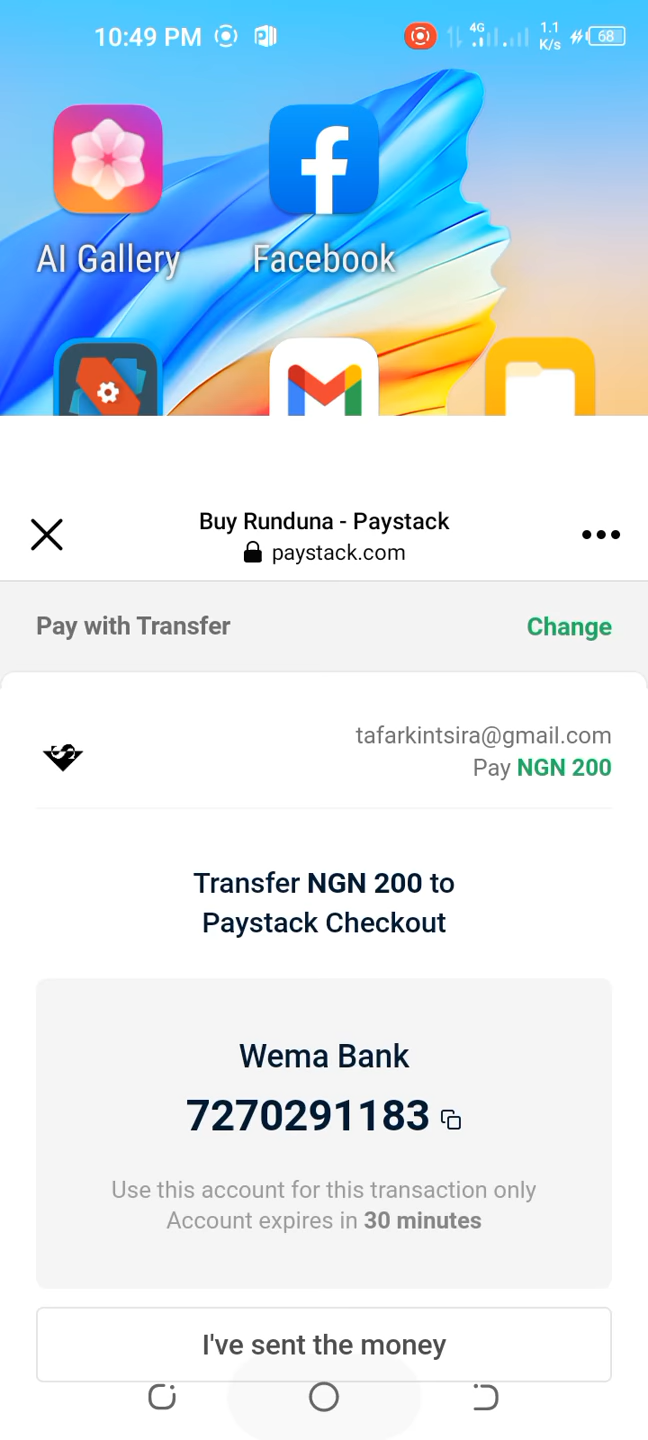 10:49 PM
4G
1.1
K/s
68
AI Gallery
Facebook
Buy Runduna - Paystack
paystack.com
Pay with Transfer
Change
tafarkintsira@gmail.com
Pay NGN 200
Transfer NGN 200 to
Paystack Checkout
Wema Bank
7270291183
Use this account for this transaction only
Account expires in 30 minutes
I've sent the money